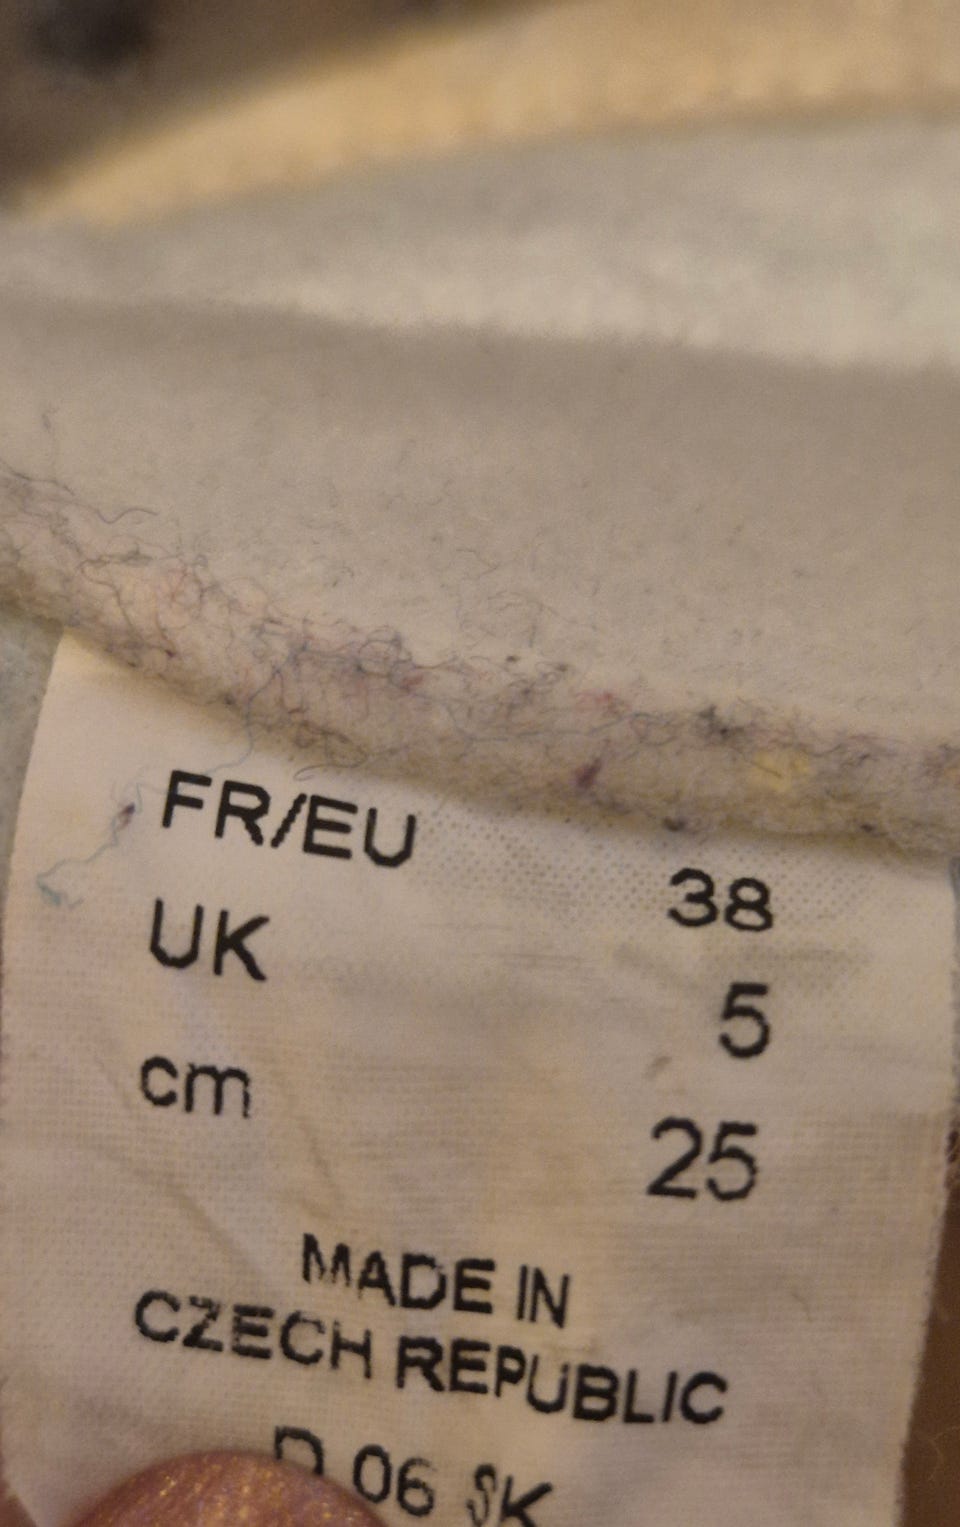 FR/EU 38
UK 5
cm 25
MADE IN
CZECH REPUBLIC
06 SK